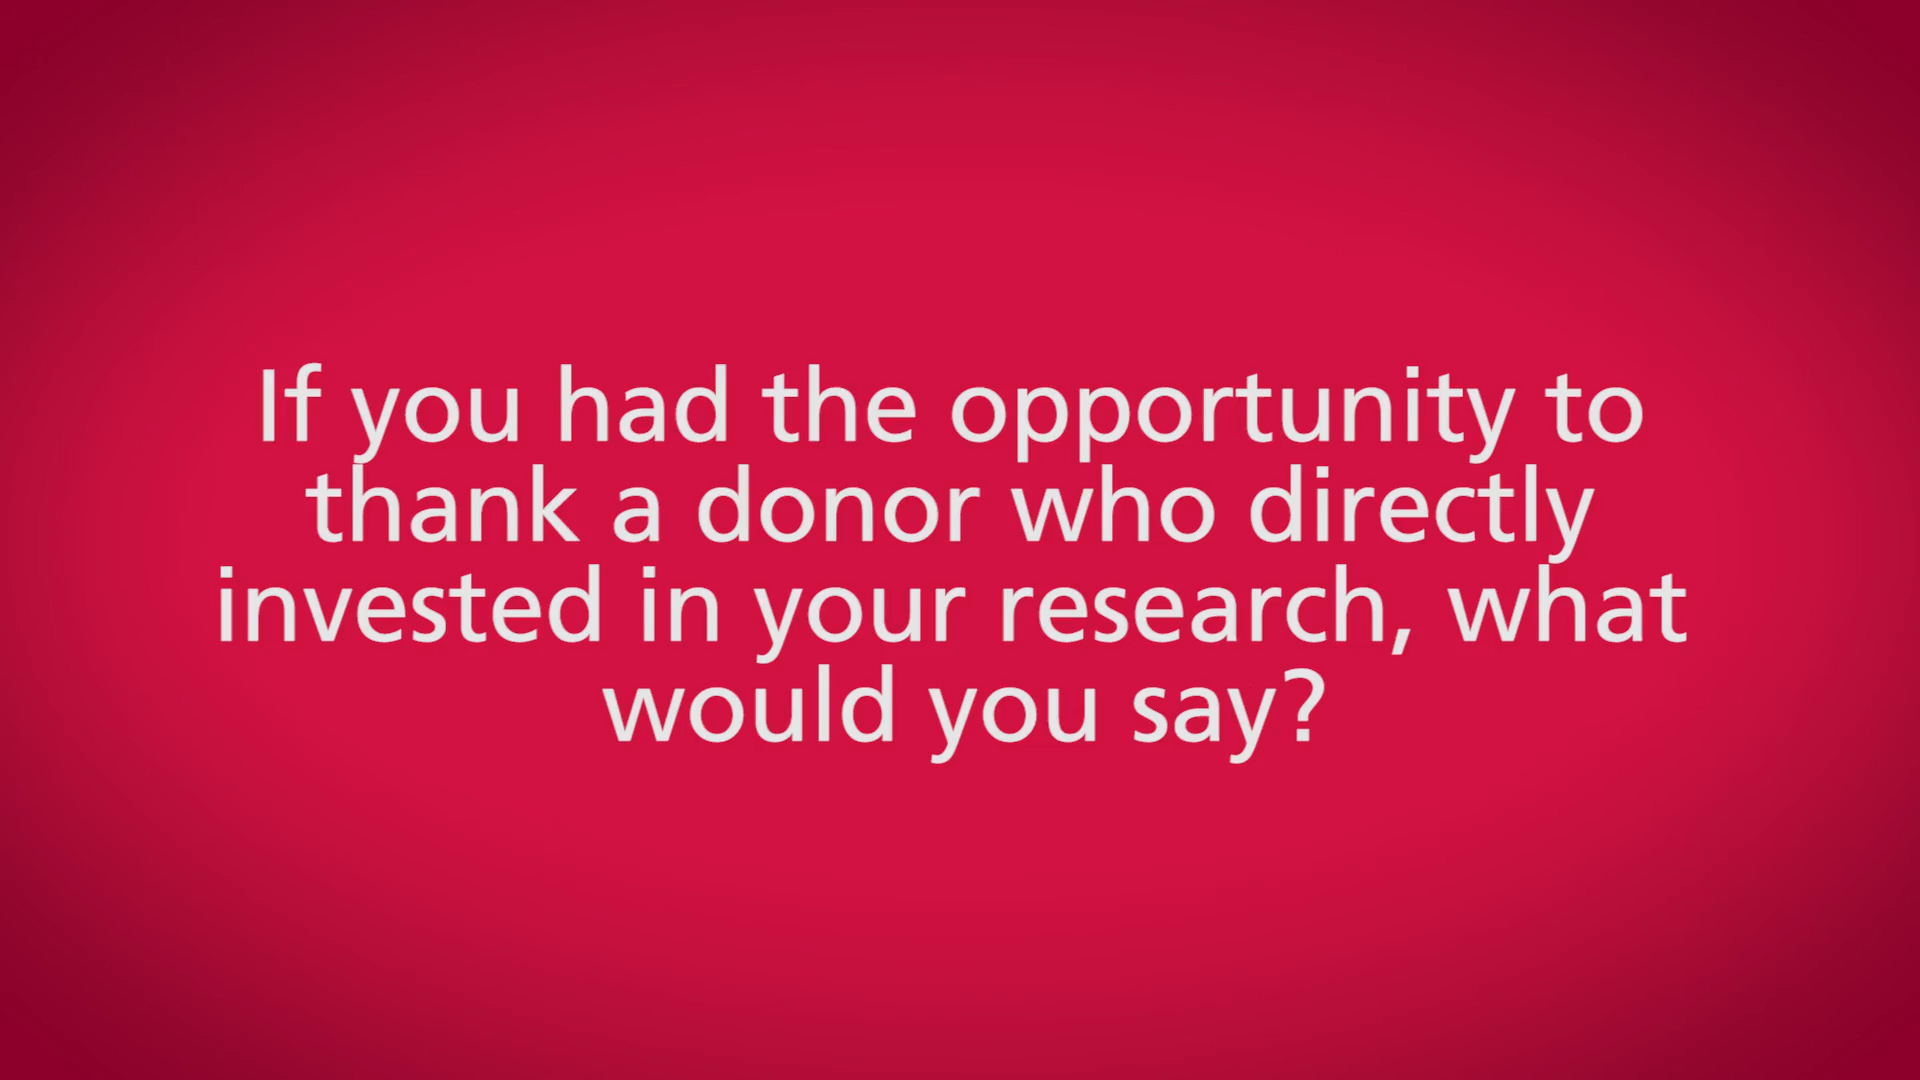 If you had the opportunity to
thank a donor who directly
invested in your research, what
would you say?